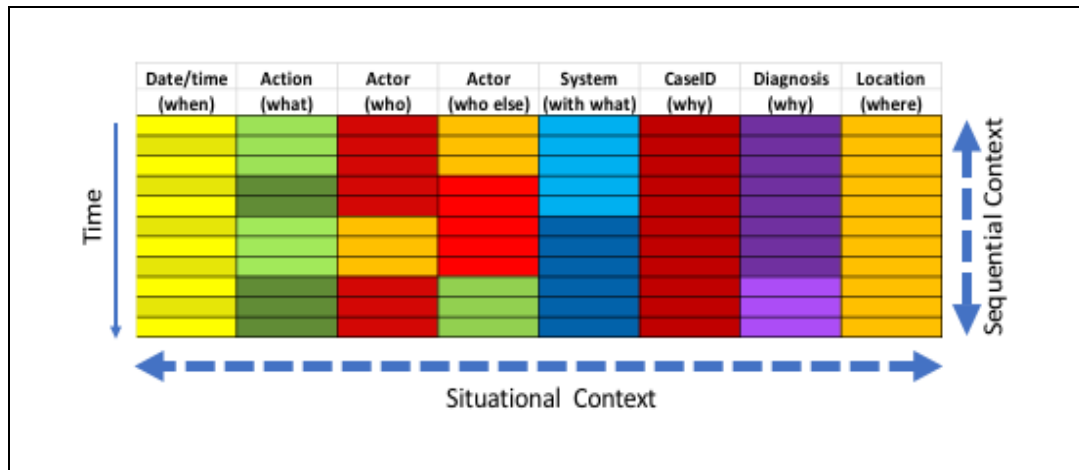 Date/time Action Actor Actor System CaseID Diagnosis Location
(when) (what) (who) (who else) (with what) (why) (why) (where)
Time
Sequential Context
Situational Context